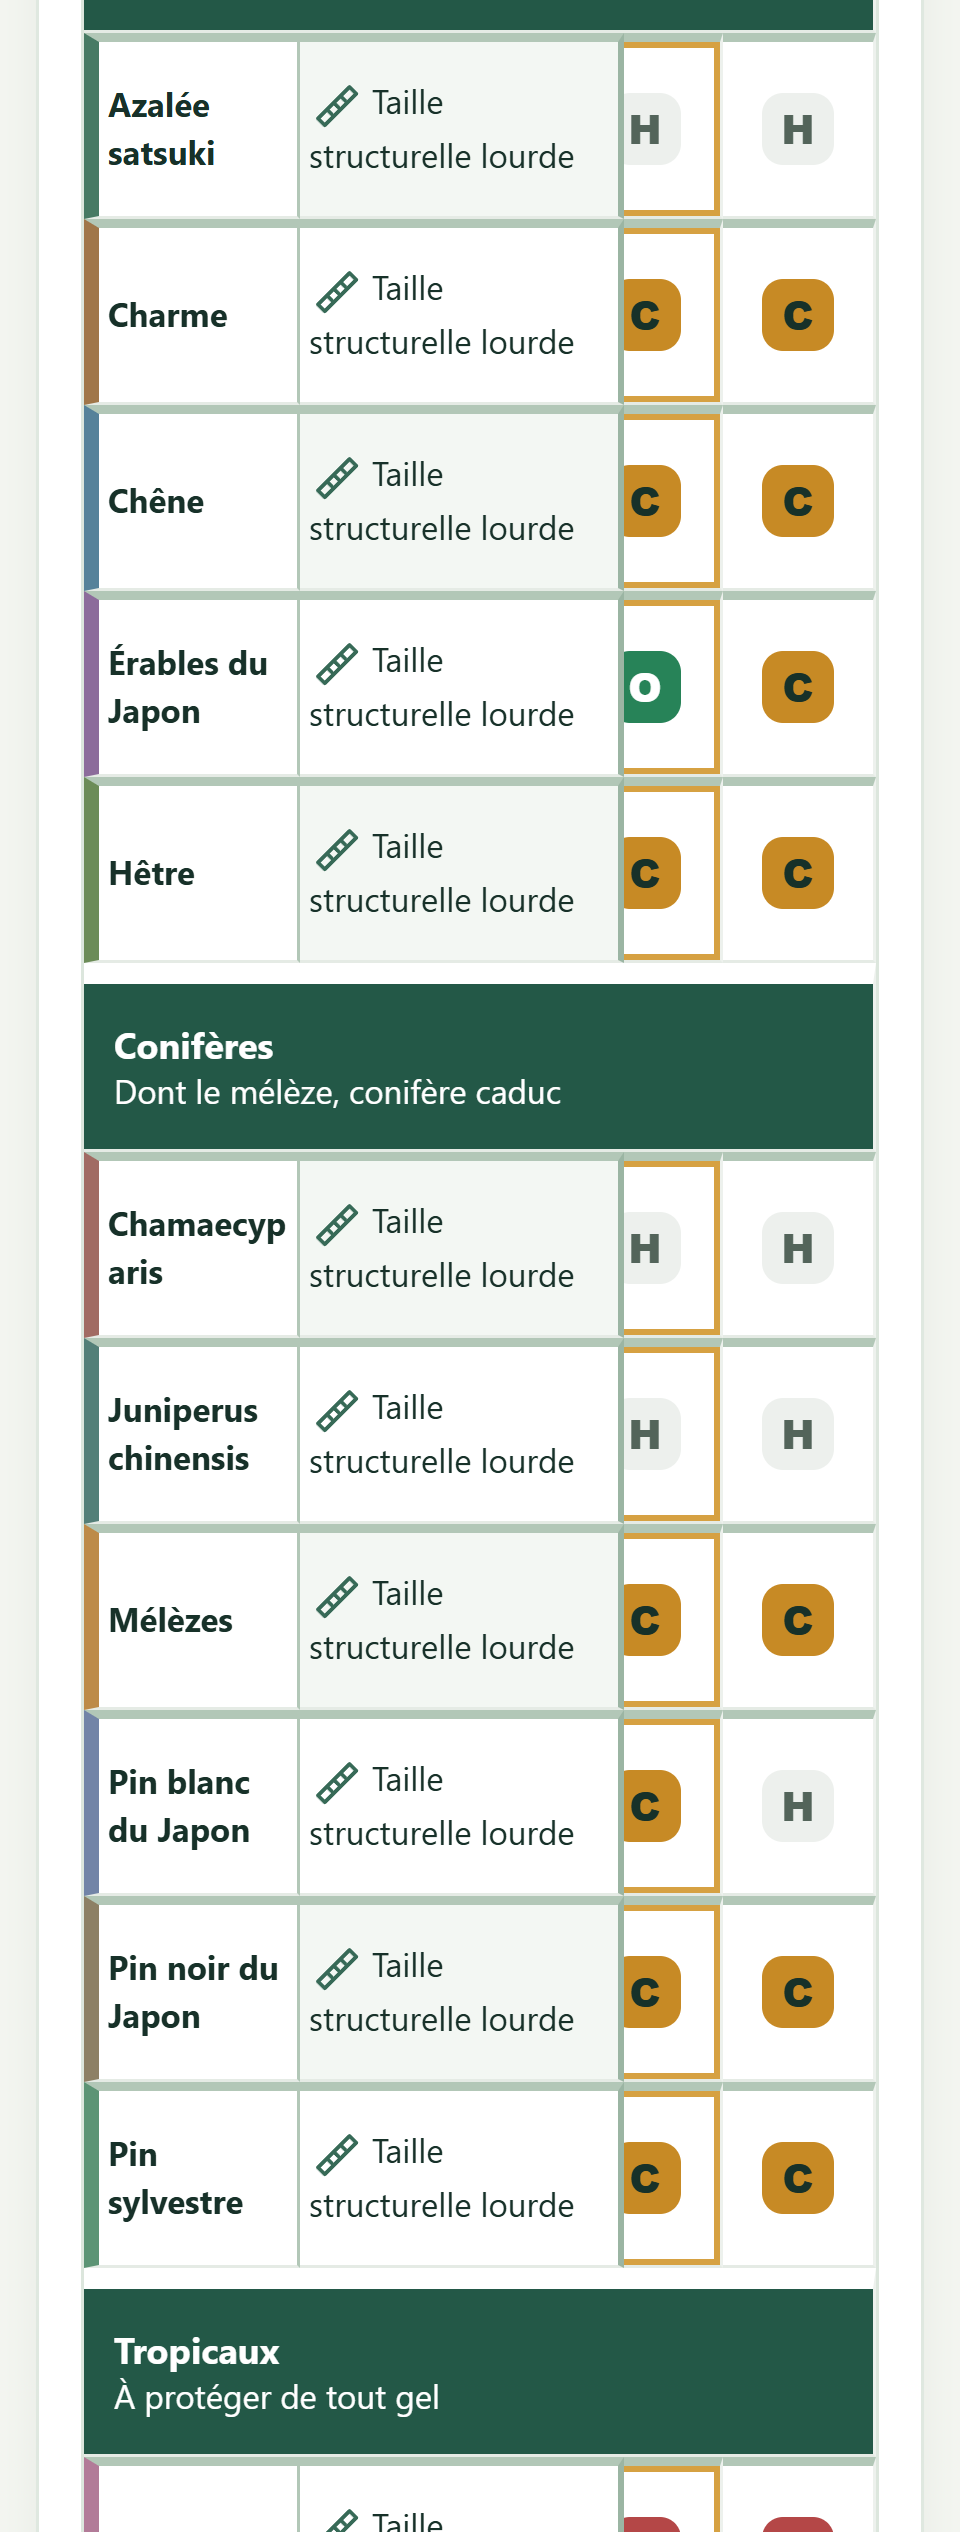 Azalée
satsuki
Taille
structurelle lourde
H
H
Charme
Taille
structurelle lourde
C
C
Chêne
Taille
structurelle lourde
C
C
Érables du
Japon
Taille
structurelle lourde
O
C
Hêtre
Taille
structurelle lourde
C
C
Conifères
Dont le mélèze, conifère caduc
Chamaecyp
aris
Taille
structurelle lourde
H
H
Juniperus
chinensis
Taille
structurelle lourde
H
H
Mélèzes
Taille
structurelle lourde
C
C
Pin blanc
du Japon
Taille
structurelle lourde
C
H
Pin noir du
Japon
Taille
structurelle lourde
C
C
Pin
sylvestre
Taille
structurelle lourde
C
C
Tropicaux
À protéger de tout gel
Taille